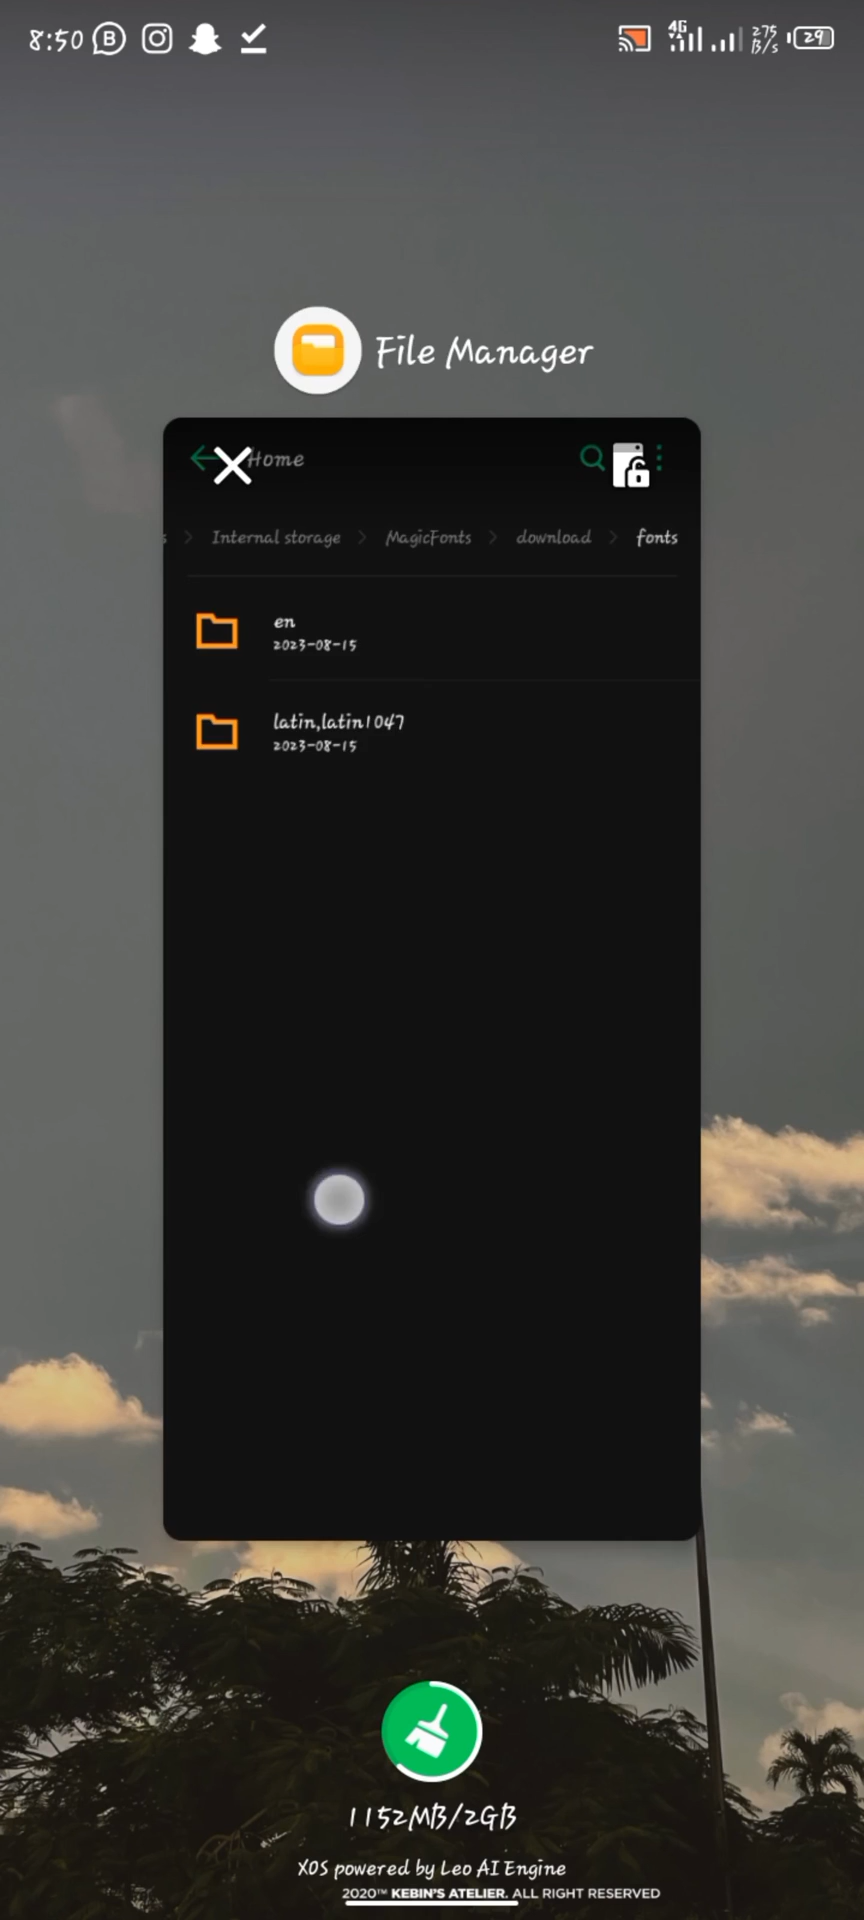 8:50
4G
275
B/s
29
File Manager
Home
Internal storage > MagicFonts > download > fonts
en
2023-08-15
latin,latin1047
2023-08-15
1152MB/2GB
XOS powered by Leo AI Engine
2020™ KEBIN'S ATELIER. ALL RIGHT RESERVED